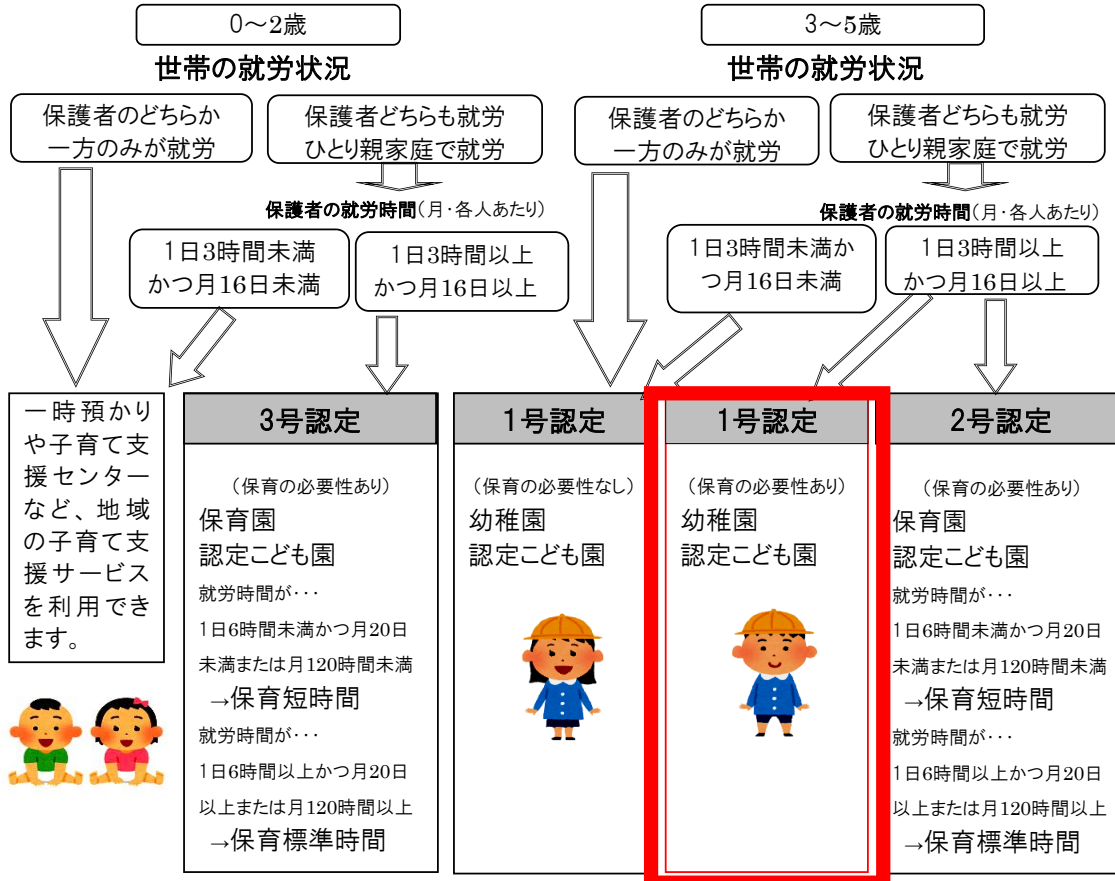 0～2歳
世帯の就労状況
保護者のどちらか
一方のみが就労
保護者どちらも就労
ひとり親家庭で就労
保護者の就労時間(月・各人あたり)
1日3時間未満
かつ月16日未満
1日3時間以上
かつ月16日以上
3～5歳
世帯の就労状況
保護者のどちらか
一方のみが就労
保護者どちらも就労
ひとり親家庭で就労
保護者の就労時間(月・各人あたり)
1日3時間未満か
つ月16日未満
1日3時間以上
かつ月16日以上
一時預かり
や子育て支
援センター
など、地域
の子育て支
援サービス
を利用でき
ます。
3号認定
（保育の必要性あり）
保育園
認定こども園
就労時間が・・・
1日6時間未満かつ月20日
未満または月120時間未満
→保育短時間
就労時間が・・・
1日6時間以上かつ月20日
以上または月120時間以上
→保育標準時間
1号認定
（保育の必要性なし）
幼稚園
認定こども園
1号認定
（保育の必要性あり）
幼稚園
認定こども園
2号認定
（保育の必要性あり）
保育園
認定こども園
就労時間が・・・
1日6時間未満かつ月20日
未満または月120時間未満
→保育短時間
就労時間が・・・
1日6時間以上かつ月20日
以上または月120時間以上
→保育標準時間